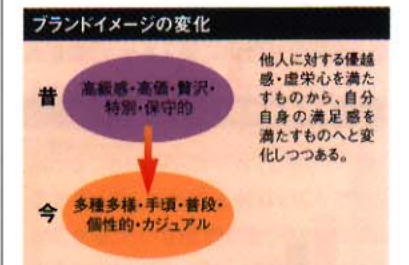 ブランドイメージの変化
昔
高級感・高価・贅沢・
特別・保守的
今
多種多様・手頃・普段・
個性的・カジュアル
他人に対する優越
感・虚栄心を満た
すものから、自分
自身の満足感を
満たすものへと変
化しつつある。